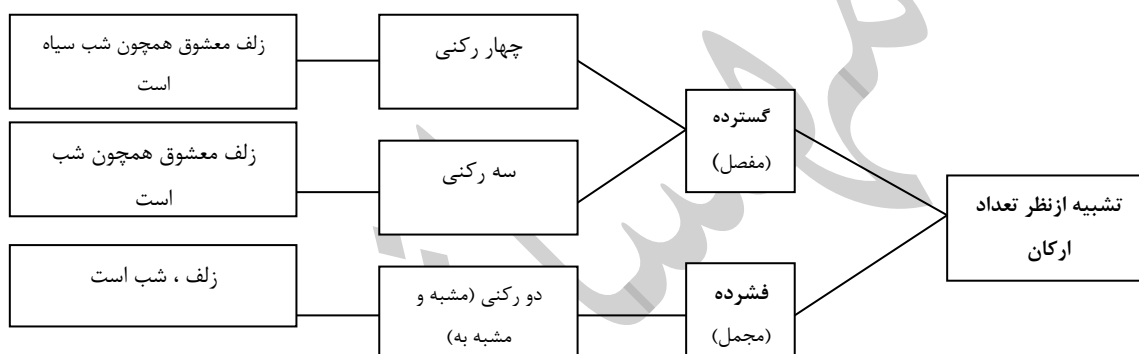 تشبیه ازنظر تعداد
ارکان
گسترده
(مفصل)
چهار رکنی
زلف معشوق همچون شب سیاه
است
سه رکنی
زلف معشوق همچون شب
است
فشرده
(مجمل)
دو رکنی (مشبه و
مشبه به)
زلف ، شب است